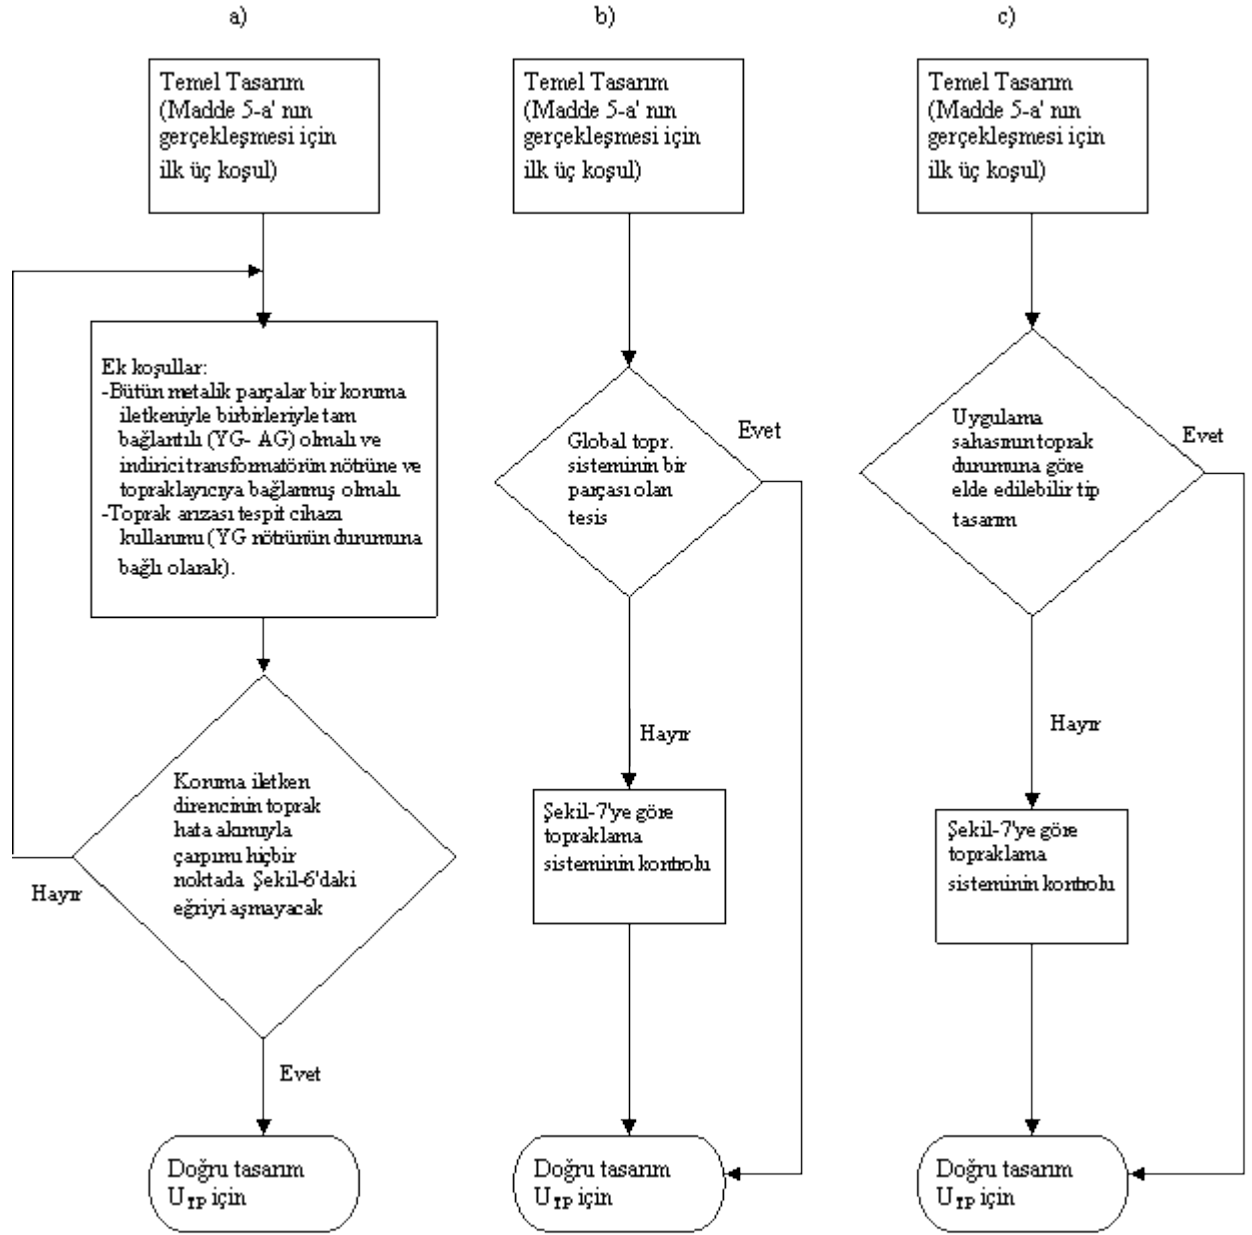 a)
Temel Tasarım
(Madde 5-a' nın
gerçekleşmesi için
ilk üç koşul)
Ek koşullar:
-Bütün metalik parçalar bir koruma
iletkeniyle birbirleriyle tam
bağlantılı (YG- AG) olmalı ve
indirici transformatörün nötrüne ve
topraklayıcıya bağlanmış olmalı.
-Toprak arızası tespit cihazı
kullanımı (YG nötrünün durumuna
bağlı olarak).
Koruma iletken
direncinin toprak
hata akımıyla
çarpımı hiçbir
noktada Şekil-6'daki
eğriyi aşmayacak
Hayır
Evet
Doğru tasarım
UTP için
b)
Temel Tasarım
(Madde 5-a' nın
gerçekleşmesi için
ilk üç koşul)
Global topr.
sisteminin bir
parçası olan
tesis
Evet
Hayır
Şekil-7'ye göre
topraklama
sisteminin kontrolu
Doğru tasarım
UTP için
c)
Temel Tasarım
(Madde 5-a' nın
gerçekleşmesi için
ilk üç koşul)
Uygulama
sahasının toprak
durumuna göre
elde edilebilir tip
tasarım
Evet
Hayır
Şekil-7'ye göre
topraklama
sisteminin kontrolu
Doğru tasarım
UTP için